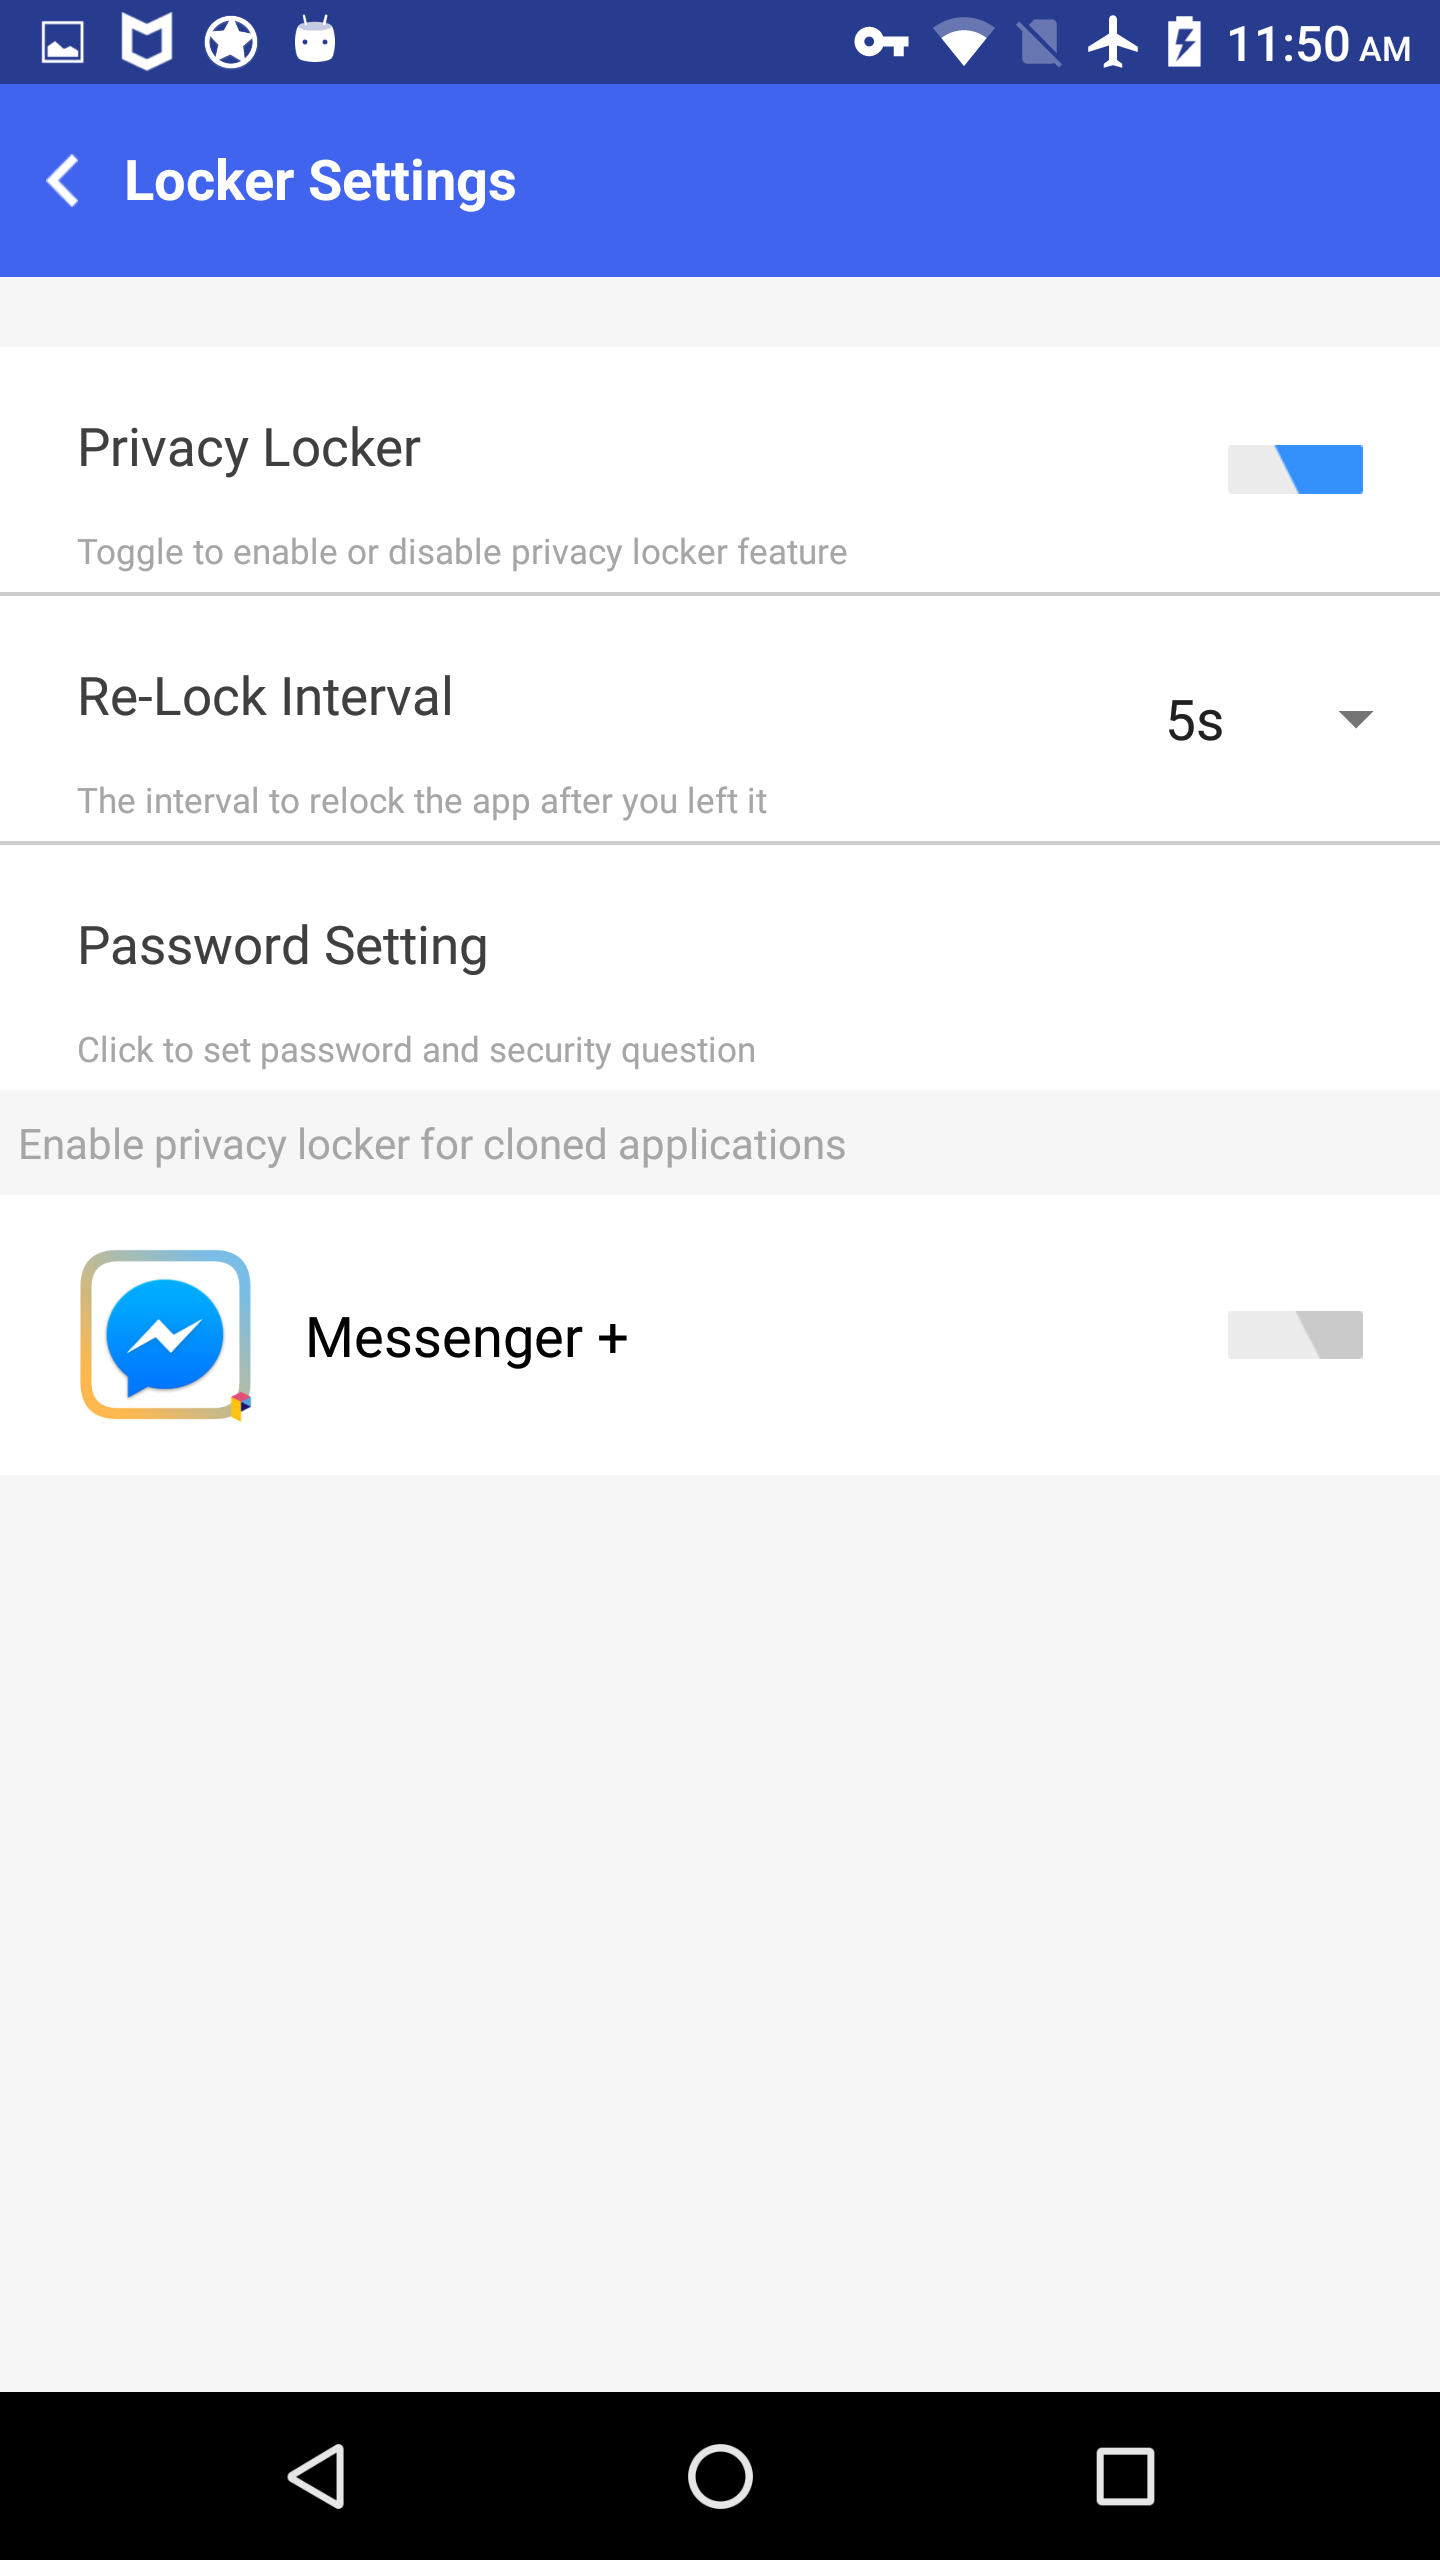 11:50 AM
Locker Settings
Privacy Locker
Toggle to enable or disable privacy locker feature
Re-Lock Interval
5s
The interval to relock the app after you left it
Password Setting
Click to set password and security question
Enable privacy locker for cloned applications
Messenger +